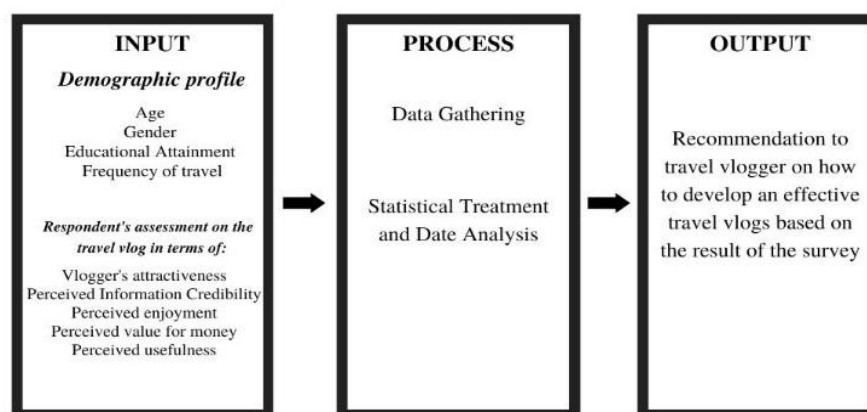 INPUT
Demographic profile
Age
Gender
Educational Attainment
Frequency of travel
Respondent's assessment on the
travel vlog in terms of:
Vlogger's attractiveness
Perceived Information Credibility
Perceived enjoyment
Perceived value for money
Perceived usefulness
PROCESS
Data Gathering
Statistical Treatment
and Date Analysis
OUTPUT
Recommendation to
travel vlogger on how
to develop an effective
travel vlogs based on
the result of the survey